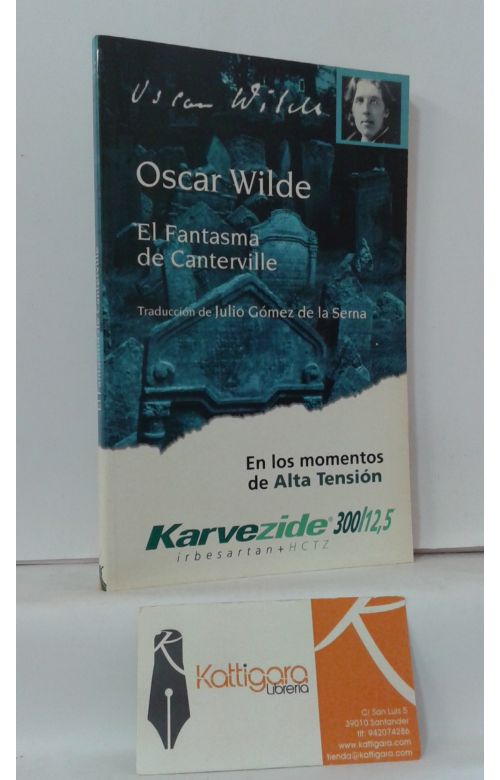 Oscar Wilde
Oscar Wilde
El Fantasma
de Canterville
Traducción de Julio Gómez de la Serna
En los momentos
de Alta Tensión
Karvezide® 300/12,5
irbesartan+HCTZ
Kattigara
Librería
C/ San Luis 5
39010 Santander
tlf: 942074286
www.kattigara.com
tienda@kattigara.com